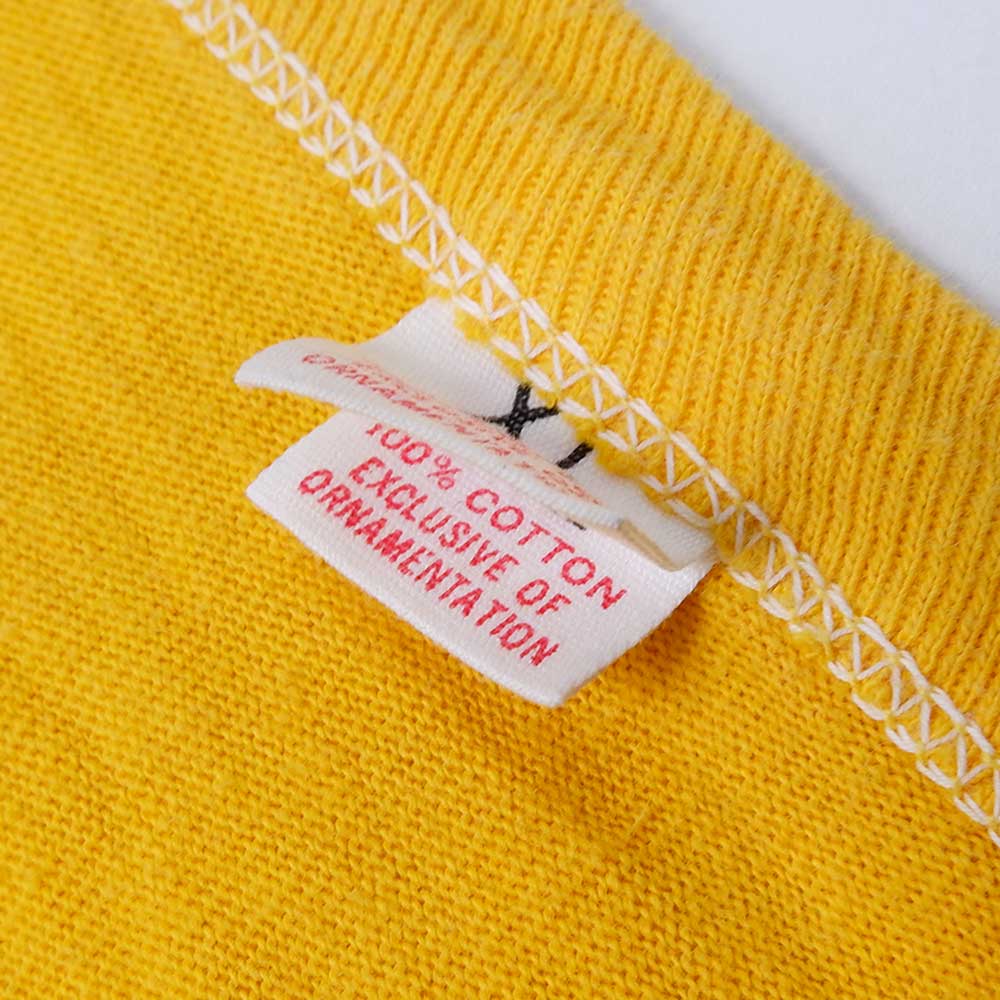 X
100% COTTON
EXCLUSIVE OF
ORNAMENTATION